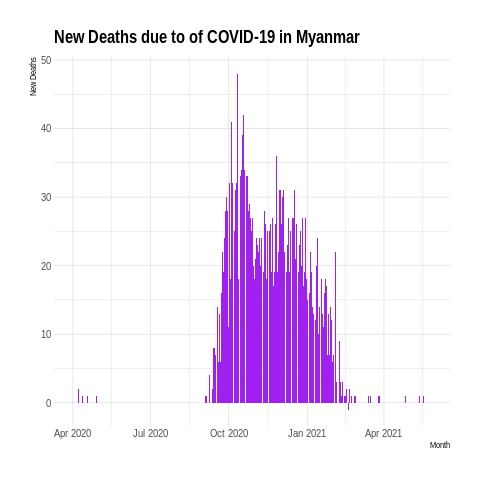 New Deaths due to of COVID-19 in Myanmar
New Deaths
50
40
30
20
10
0
Apr 2020 Jul 2020 Oct 2020 Jan 2021 Apr 2021
Month